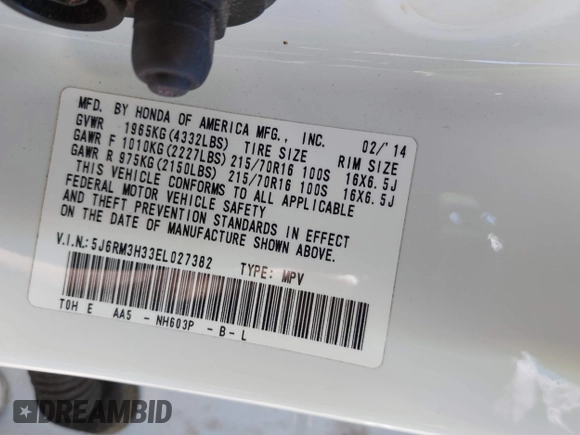 MFD. BY HONDA OF AMERICA MFG., INC. 02/'14
GVWR 1965KG(4332LBS) TIRE SIZE RIM SIZE
GAWR F 1010KG(2227LBS) 215/70R16 100S 16X6.5J
GAWR R 975KG(2150LBS) 215/70R16 100S 16X6.5J
THIS VEHICLE CONFORMS TO ALL APPLICABLE
FEDERAL MOTOR VEHICLE SAFETY
AND THEFT PREVENTION STANDARDS IN EFFECT
ON THE DATE OF MANUFACTURE SHOWN ABOVE.
V.I.N.:5J6RM3H33EL027382 TYPE: MPV
TOH E AA5 - NH603P - B - L
DREAMBID